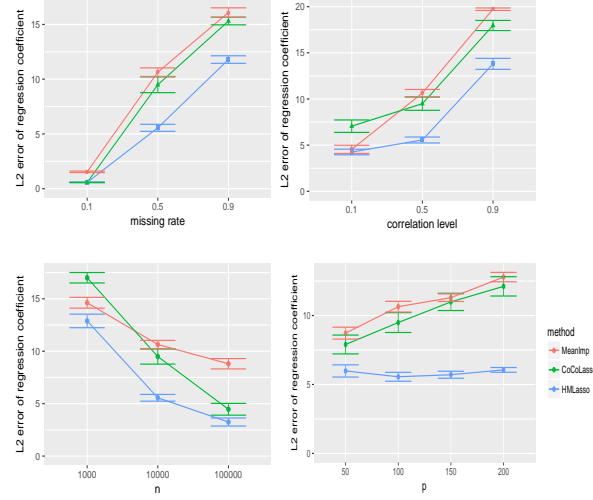 L2 error of regression coefficient
15
10
5
0
0.1 0.5 0.9
missing rate
L2 error of regression coefficient
20
15
10
5
0
0.1 0.5 0.9
correlation level
L2 error of regression coefficient
15
10
5
0
1000 10000 100000
n
L2 error of regression coefficient
10
5
0
50 100 150 200
p
method
MeanImp
CoCoLass
HMLasso